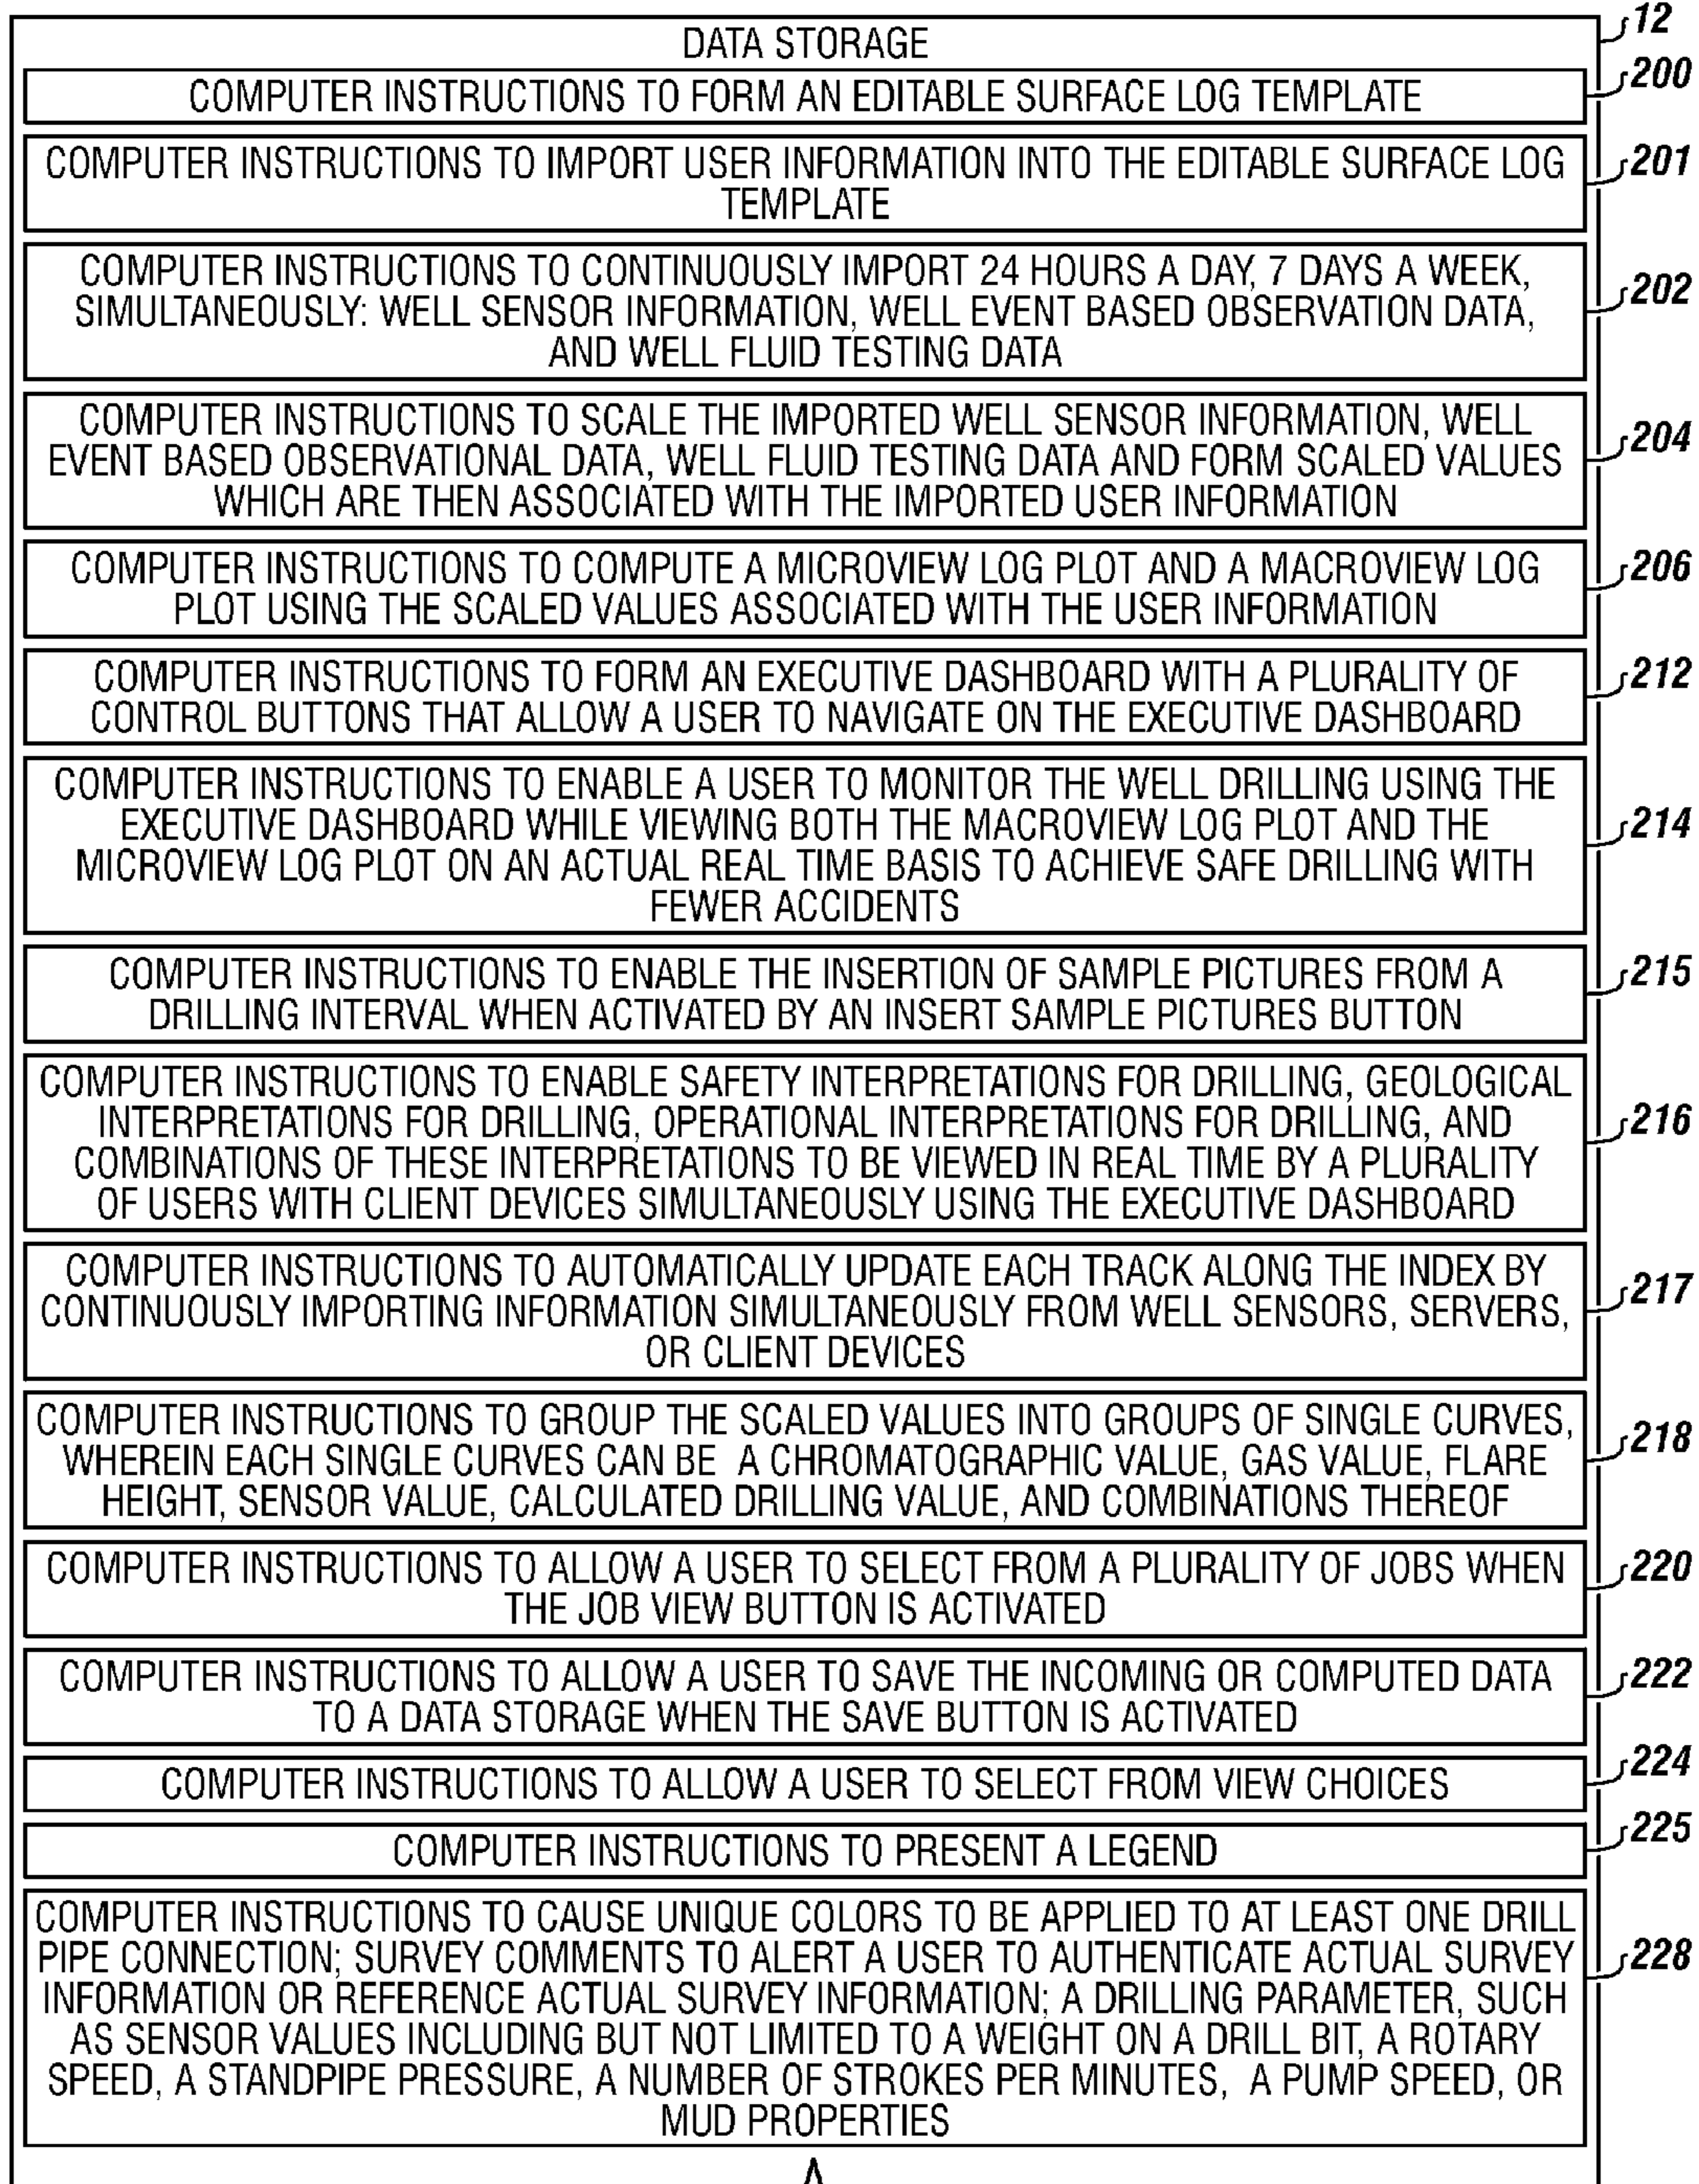 12
DATA STORAGE
200
COMPUTER INSTRUCTIONS TO FORM AN EDITABLE SURFACE LOG TEMPLATE
201
COMPUTER INSTRUCTIONS TO IMPORT USER INFORMATION INTO THE EDITABLE SURFACE LOG
TEMPLATE
202
COMPUTER INSTRUCTIONS TO CONTINUOUSLY IMPORT 24 HOURS A DAY, 7 DAYS A WEEK,
SIMULTANEOUSLY: WELL SENSOR INFORMATION, WELL EVENT BASED OBSERVATION DATA,
AND WELL FLUID TESTING DATA
204
COMPUTER INSTRUCTIONS TO SCALE THE IMPORTED WELL SENSOR INFORMATION, WELL
EVENT BASED OBSERVATIONAL DATA, WELL FLUID TESTING DATA AND FORM SCALED VALUES
WHICH ARE THEN ASSOCIATED WITH THE IMPORTED USER INFORMATION
206
COMPUTER INSTRUCTIONS TO COMPUTE A MICROVIEW LOG PLOT AND A MACROVIEW LOG
PLOT USING THE SCALED VALUES ASSOCIATED WITH THE USER INFORMATION
212
COMPUTER INSTRUCTIONS TO FORM AN EXECUTIVE DASHBOARD WITH A PLURALITY OF
CONTROL BUTTONS THAT ALLOW A USER TO NAVIGATE ON THE EXECUTIVE DASHBOARD
214
COMPUTER INSTRUCTIONS TO ENABLE A USER TO MONITOR THE WELL DRILLING USING THE
EXECUTIVE DASHBOARD WHILE VIEWING BOTH THE MACROVIEW LOG PLOT AND THE
MICROVIEW LOG PLOT ON AN ACTUAL REAL TIME BASIS TO ACHIEVE SAFE DRILLING WITH
FEWER ACCIDENTS
215
COMPUTER INSTRUCTIONS TO ENABLE THE INSERTION OF SAMPLE PICTURES FROM A
DRILLING INTERVAL WHEN ACTIVATED BY AN INSERT SAMPLE PICTURES BUTTON
216
COMPUTER INSTRUCTIONS TO ENABLE SAFETY INTERPRETATIONS FOR DRILLING, GEOLOGICAL
INTERPRETATIONS FOR DRILLING, OPERATIONAL INTERPRETATIONS FOR DRILLING, AND
COMBINATIONS OF THESE INTERPRETATIONS TO BE VIEWED IN REAL TIME BY A PLURALITY
OF USERS WITH CLIENT DEVICES SIMULTANEOUSLY USING THE EXECUTIVE DASHBOARD
217
COMPUTER INSTRUCTIONS TO AUTOMATICALLY UPDATE EACH TRACK ALONG THE INDEX BY
CONTINUOUSLY IMPORTING INFORMATION SIMULTANEOUSLY FROM WELL SENSORS, SERVERS,
OR CLIENT DEVICES
218
COMPUTER INSTRUCTIONS TO GROUP THE SCALED VALUES INTO GROUPS OF SINGLE CURVES,
WHEREIN EACH SINGLE CURVES CAN BE A CHROMATOGRAPHIC VALUE, GAS VALUE, FLARE
HEIGHT, SENSOR VALUE, CALCULATED DRILLING VALUE, AND COMBINATIONS THEREOF
220
COMPUTER INSTRUCTIONS TO ALLOW A USER TO SELECT FROM A PLURALITY OF JOBS WHEN
THE JOB VIEW BUTTON IS ACTIVATED
222
COMPUTER INSTRUCTIONS TO ALLOW A USER TO SAVE THE INCOMING OR COMPUTED DATA
TO A DATA STORAGE WHEN THE SAVE BUTTON IS ACTIVATED
224
COMPUTER INSTRUCTIONS TO ALLOW A USER TO SELECT FROM VIEW CHOICES
225
COMPUTER INSTRUCTIONS TO PRESENT A LEGEND
228
COMPUTER INSTRUCTIONS TO CAUSE UNIQUE COLORS TO BE APPLIED TO AT LEAST ONE DRILL
PIPE CONNECTION; SURVEY COMMENTS TO ALERT A USER TO AUTHENTICATE ACTUAL SURVEY
INFORMATION OR REFERENCE ACTUAL SURVEY INFORMATION; A DRILLING PARAMETER, SUCH
AS SENSOR VALUES INCLUDING BUT NOT LIMITED TO A WEIGHT ON A DRILL BIT, A ROTARY
SPEED, A STANDPIPE PRESSURE, A NUMBER OF STROKES PER MINUTES, A PUMP SPEED, OR
MUD PROPERTIES